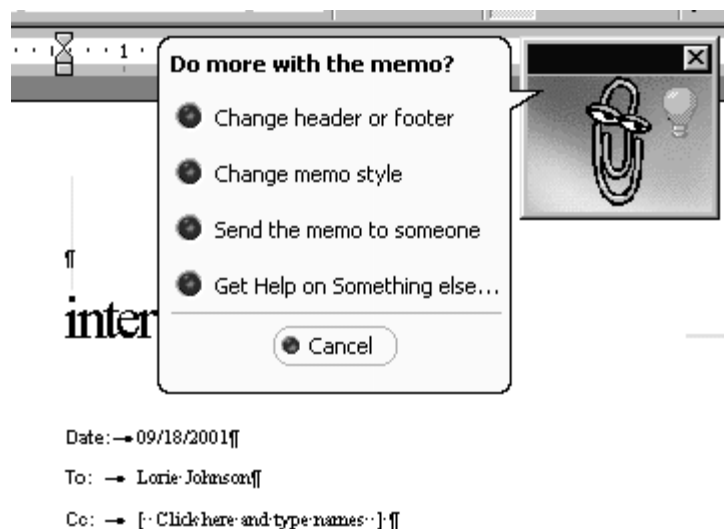 1
Do more with the memo?
Change header or footer
Change memo style
Send the memo to someone
Get Help on Something else...
Cancel
¶
inter
Date:→09/18/2001¶
To: → Lorie·Johnson¶
Cc: → [··Click·here·and·type·names··]·¶